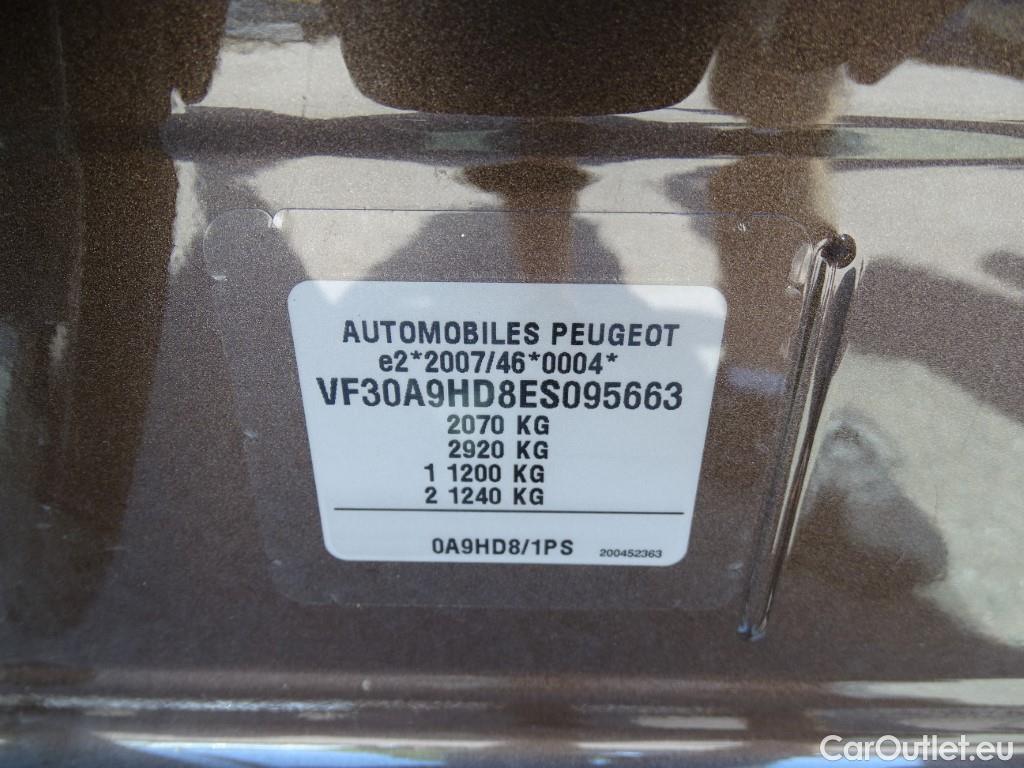 AUTOMOBILES PEUGEOT
e2*2007/46*0004*
VF30A9HD8ES095663
2070 KG
2920 KG
1 1200 KG
2 1240 KG
0A9HD8/1PS 200452363
CarOutlet.eu